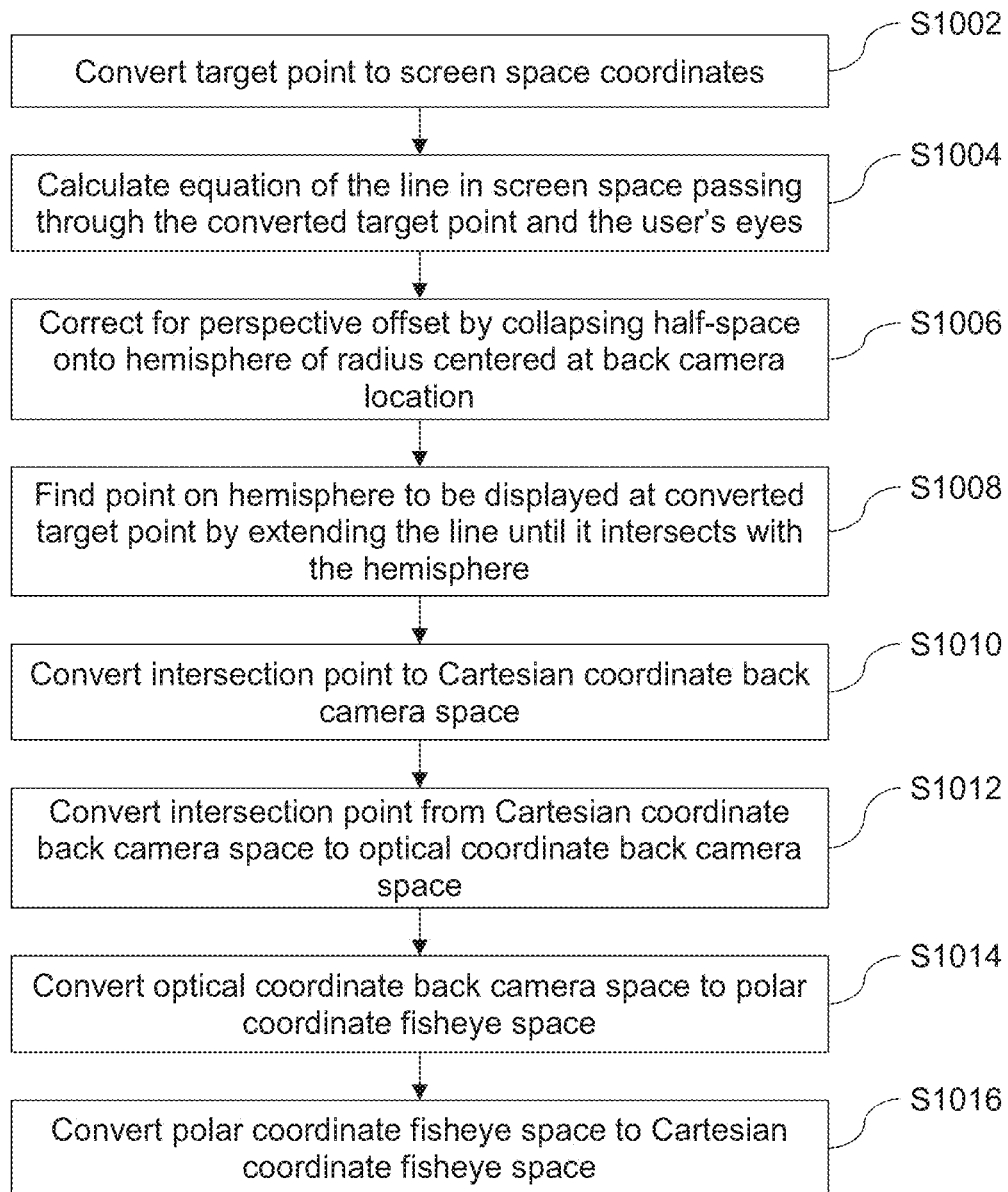 S1002
Convert target point to screen space coordinates
S1004
Calculate equation of the line in screen space passing
through the converted target point and the user's eyes
S1006
Correct for perspective offset by collapsing half-space
onto hemisphere of radius centered at back camera
location
S1008
Find point on hemisphere to be displayed at converted
target point by extending the line until it intersects with
the hemisphere
S1010
Convert intersection point to Cartesian coordinate back
camera space
S1012
Convert intersection point from Cartesian coordinate
back camera space to optical coordinate back camera
space
S1014
Convert optical coordinate back camera space to polar
coordinate fisheye space
S1016
Convert polar coordinate fisheye space to Cartesian
coordinate fisheye space